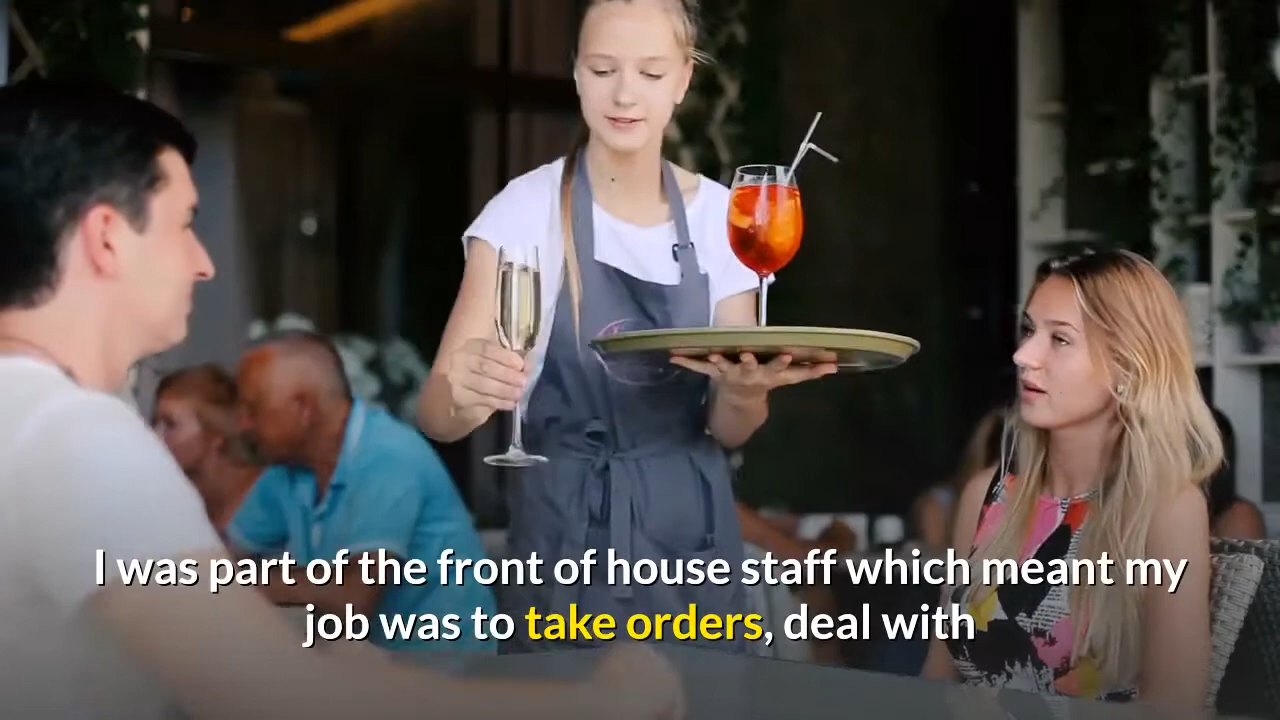 I was part of the front of house staff which meant my
job was to take orders, deal with